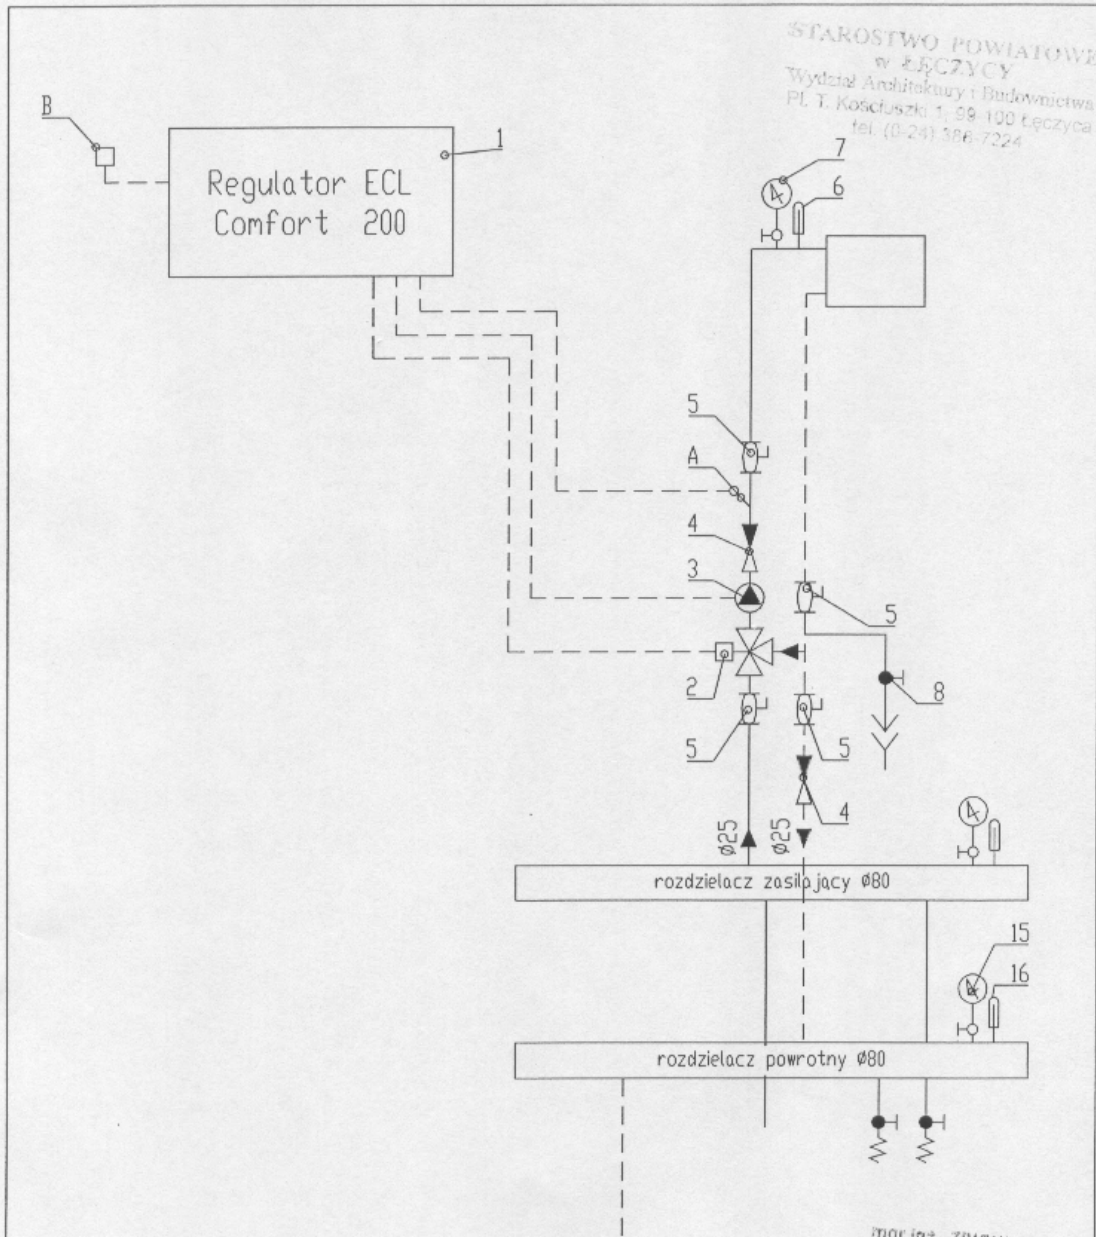 STAROSTWO POWIATOWE
w ŁĘCZYCY
Wydział Architektury i Budownictwa
Pl. T. Kościuszki 1, 99-100 Łęczyca
tel. (0-24) 386-7224
B
1
Regulator ECL
Comfort 200
7
6
5
A
4
3
5
2
8
5
5
4
ø25
ø25
rozdzielacz zasilający Ø80
15
16
rozdzielacz powrotny Ø80